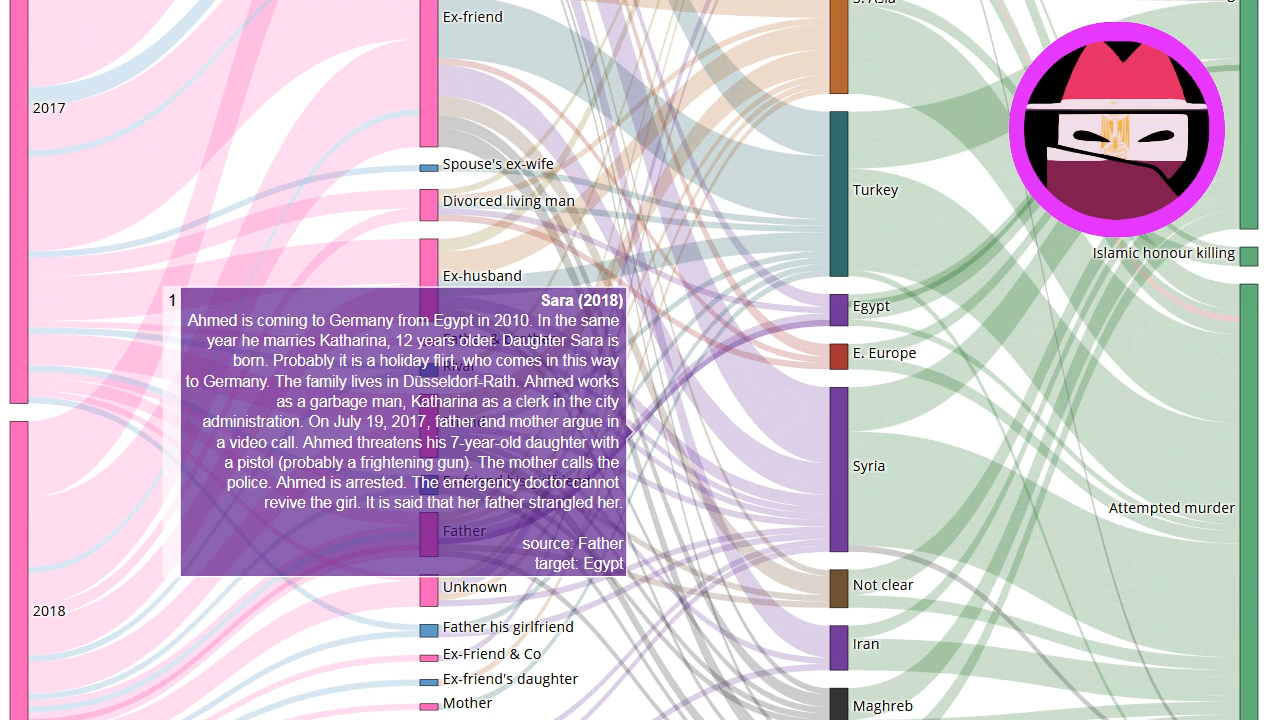 2017
2018
Ex-friend
Spouse's ex-wife
Divorced living man
Ex-husband
Rival
Father
Unknown
Father his girlfriend
Ex-Friend & Co
Ex-friend's daughter
Mother
1
Sara (2018)
Ahmed is coming to Germany from Egypt in 2010. In the same
year he marries Katharina, 12 years older. Daughter Sara is
born. Probably it is a holiday flirt, who comes in this way
to Germany. The family lives in Düsseldorf-Rath. Ahmed works
as a garbage man, Katharina as a clerk in the city
administration. On July 19, 2017, father and mother argue in
a video call. Ahmed threatens his 7-year-old daughter with
a pistol (probably a frightening gun). The mother calls the
police. Ahmed is arrested. The emergency doctor cannot
revive the girl. It is said that her father strangled her.
source: Father
target: Egypt
S. Asia
Turkey
Egypt
E. Europe
Syria
Not clear
Iran
Maghreb
Islamic honour killing
Attempted murder